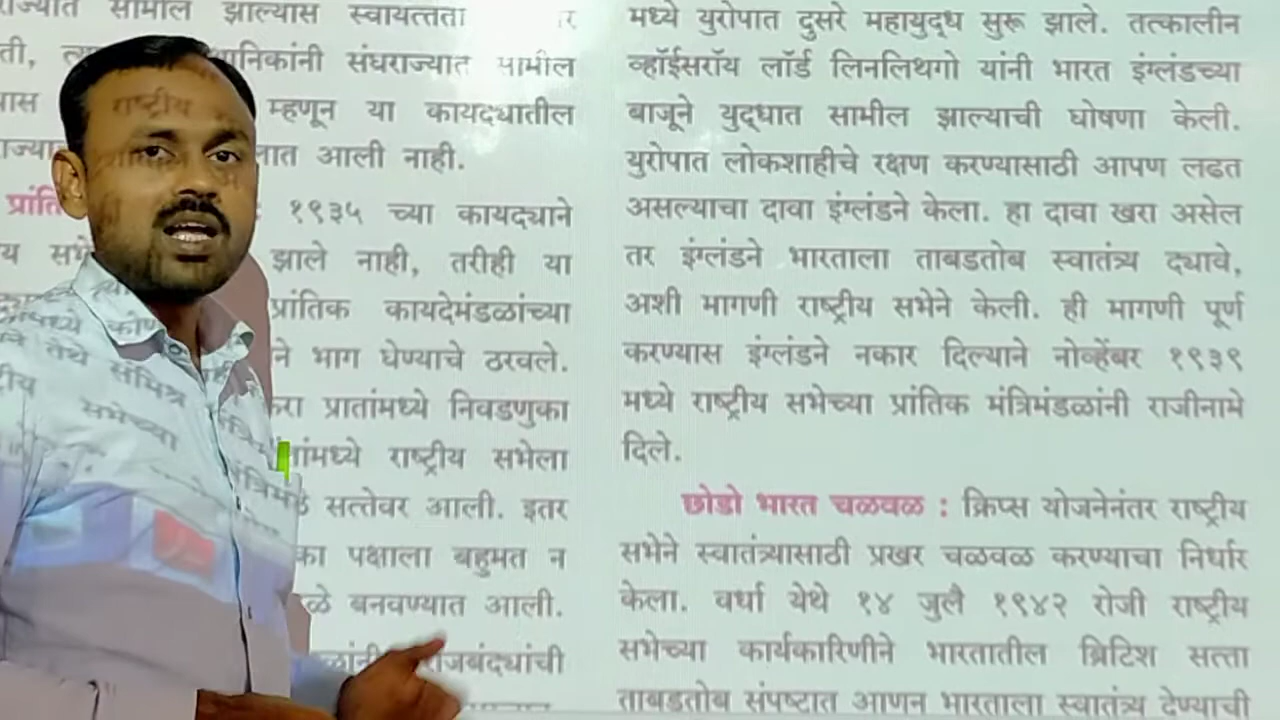 राज्यात सामील झाल्यास स्वायत्तता
ती,
संघराज्यात सामील
राष्ट्रीय म्हणून या कायद्यातील
आली नाही.
१९३५ च्या कायद्याने
झाले नाही, तरीही या
प्रांतिक कायदेमंडळांच्या
ने भाग घेण्याचे ठरवले.
प्रातांमध्ये निवडणुका
राष्ट्रीय सभेला
सत्तेवर आली. इतर
पक्षाला बहुमत न
बनवण्यात आली.
राजबंद्यांची
मध्ये युरोपात दुसरे महायुद्ध सुरू झाले. तत्कालीन
व्हॉईसरॉय लॉर्ड लिनलिथगो यांनी भारत इंग्लंडच्या
बाजूने युद्धात सामील झाल्याची घोषणा केली.
युरोपात लोकशाहीचे रक्षण करण्यासाठी आपण लढत
असल्याचा दावा इंग्लंडने केला. हा दावा खरा असेल
तर इंग्लंडने भारताला ताबडतोब स्वातंत्र्य द्यावे,
अशी मागणी राष्ट्रीय सभेने केली. ही मागणी पूर्ण
करण्यास इंग्लंडने नकार दिल्याने नोव्हेंबर १९३९
मध्ये राष्ट्रीय सभेच्या प्रांतिक मंत्रिमंडळांनी राजीनामे
दिले.
छोडो भारत चळवळ : क्रिप्स योजनेनंतर राष्ट्रीय
सभेने स्वातंत्र्यासाठी प्रखर चळवळ करण्याचा निर्धार
केला. वर्धा येथे १४ जुलै १९४२ रोजी राष्ट्रीय
सभेच्या कार्यकारिणीने भारतातील ब्रिटिश सत्ता
ताबडतोब संपष्टात आणन भारताला स्वातंत्र्य देण्याची